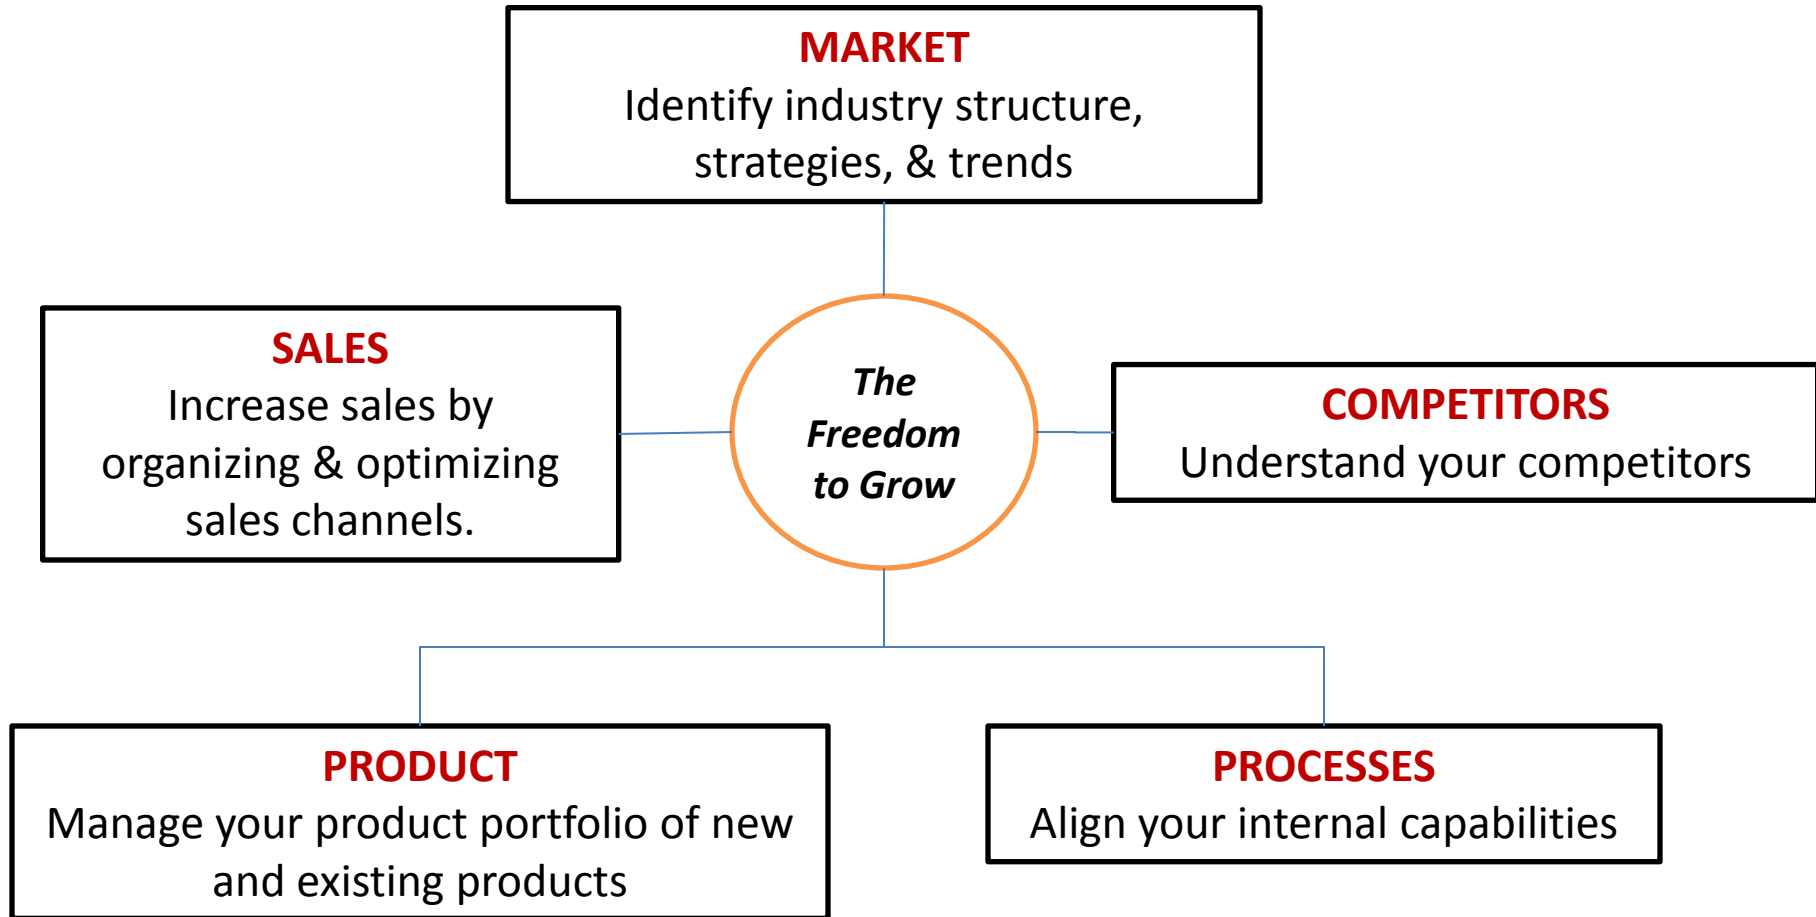 MARKET
Identify industry structure,
strategies, & trends
SALES
Increase sales by
organizing & optimizing
sales channels.
The
Freedom
to Grow
COMPETITORS
Understand your competitors
PRODUCT
Manage your product portfolio of new
and existing products
PROCESSES
Align your internal capabilities